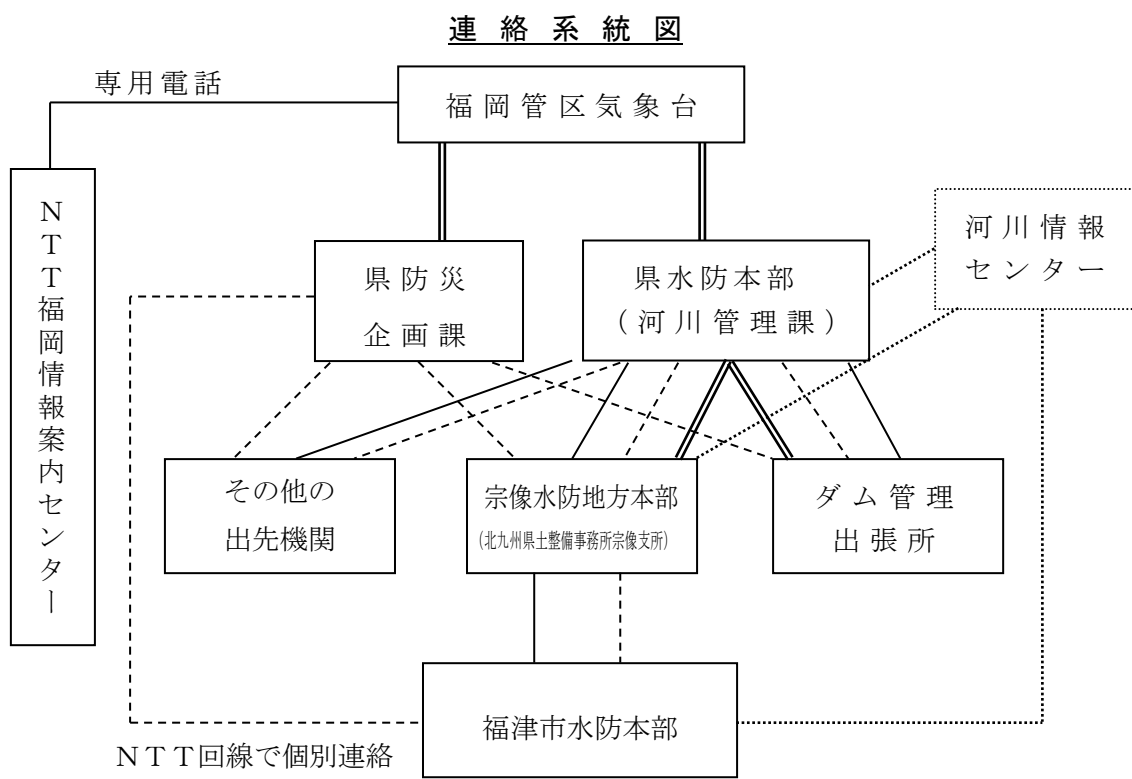 連絡系統図
専用電話
福岡管区気象台
NTT福岡情報案内センター
河川情報
センター
県防災
企画課
県水防本部
(河川管理課)
その他の
出先機関
宗像水防地方本部
(北九州県土整備事務所宗像支所)
ダム管理
出張所
福津市水防本部
NTT回線で個別連絡